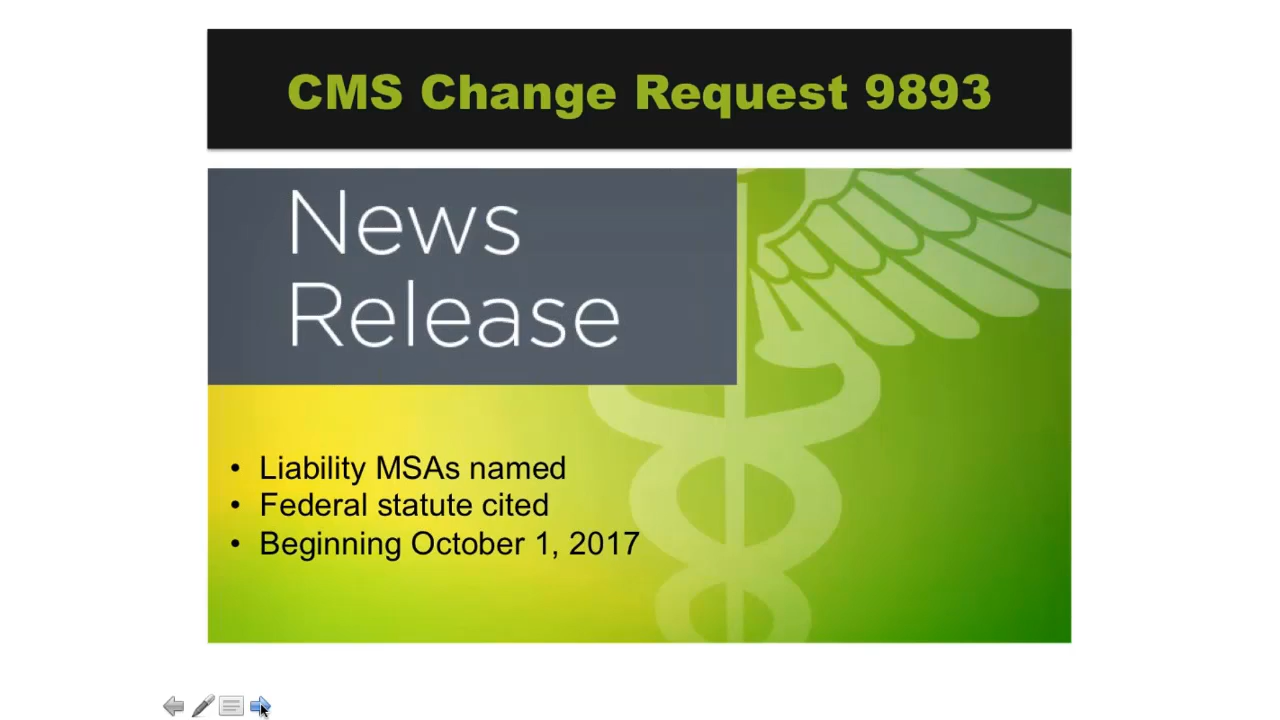 CMS Change Request 9893
News
Release
• Liability MSAs named
• Federal statute cited
• Beginning October 1, 2017